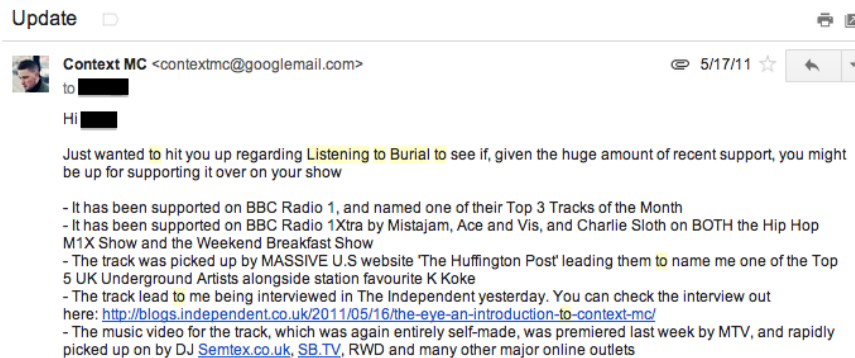 Update
Context MC <contextmc@googlemail.com>
5/17/11
to
Hi
Just wanted to hit you up regarding Listening to Burial to see if, given the huge amount of recent support, you might
be up for supporting it over on your show
- It has been supported on BBC Radio 1, and named one of their Top 3 Tracks of the Month
- It has been supported on BBC Radio 1Xtra by Mistajam, Ace and Vis, and Charlie Sloth on BOTH the Hip Hop
M1X Show and the Weekend Breakfast Show
- The track was picked up by MASSIVE U.S website 'The Huffington Post' leading them to name me one of the Top
5 UK Underground Artists alongside station favourite K Koke
- The track lead to me being interviewed in The Independent yesterday. You can check the interview out
here: http://blogs.independent.co.uk/2011/05/16/the-eye-an-introduction-to-context-mc/
- The music video for the track, which was again entirely self-made, was premiered last week by MTV, and rapidly
picked up on by DJ Semtex.co.uk, SB.TV, RWD and many other major online outlets